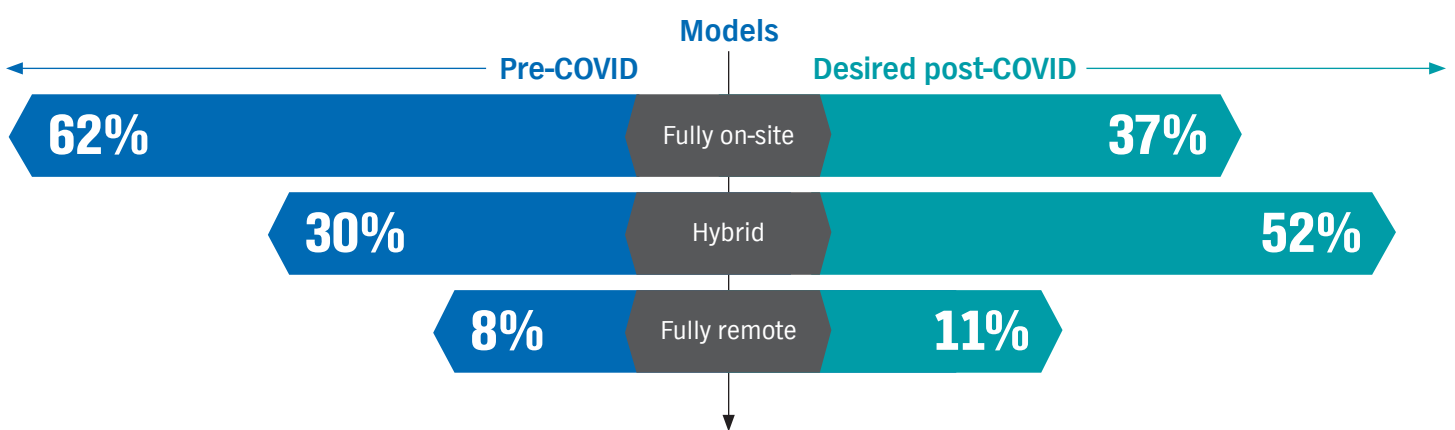 Models
Pre-COVID Desired post-COVID
62% Fully on-site 37%
30% Hybrid 52%
8% Fully remote 11%